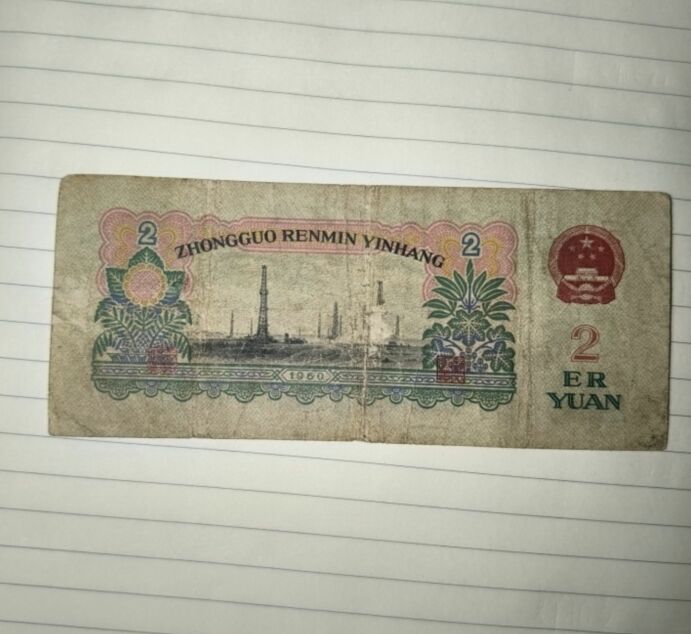 2
ZHONGGUO RENMIN YINHANG
2
1960
2
ER
YUAN